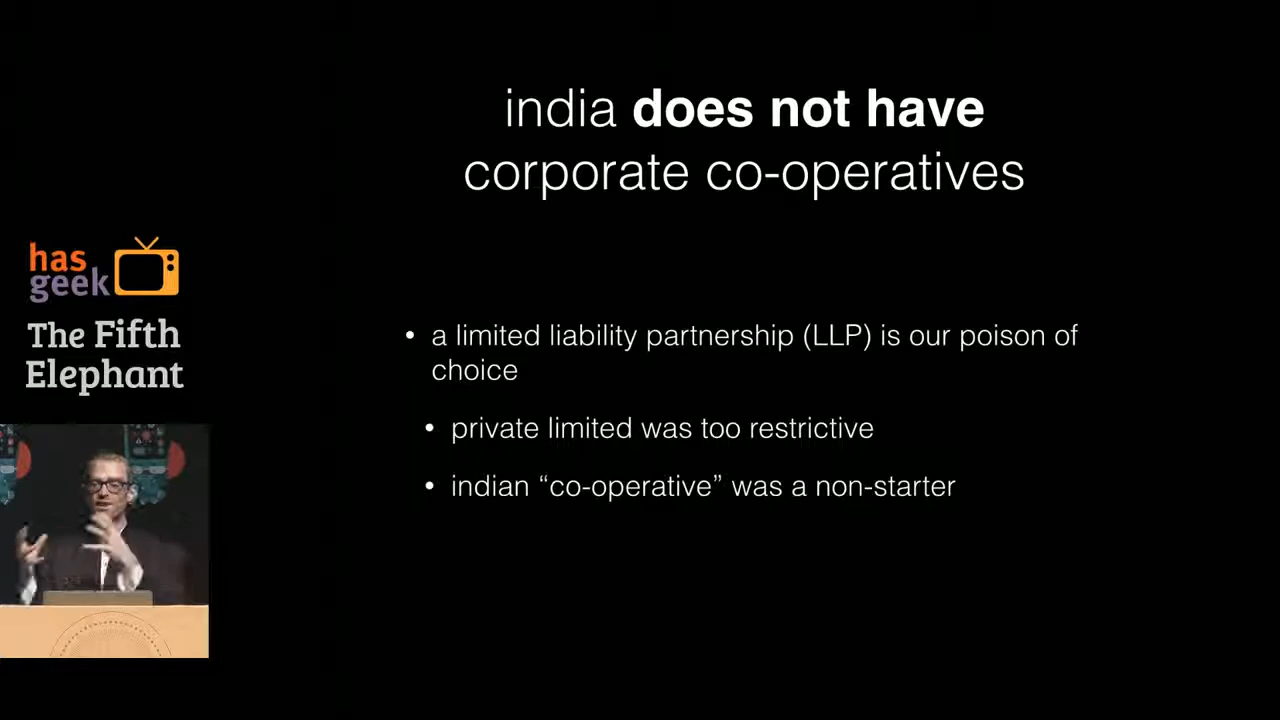 india does not have
corporate co-operatives
has
geek
The Fifth
Elephant
• a limited liability partnership (LLP) is our poison of
choice
• private limited was too restrictive
• indian “co-operative” was a non-starter